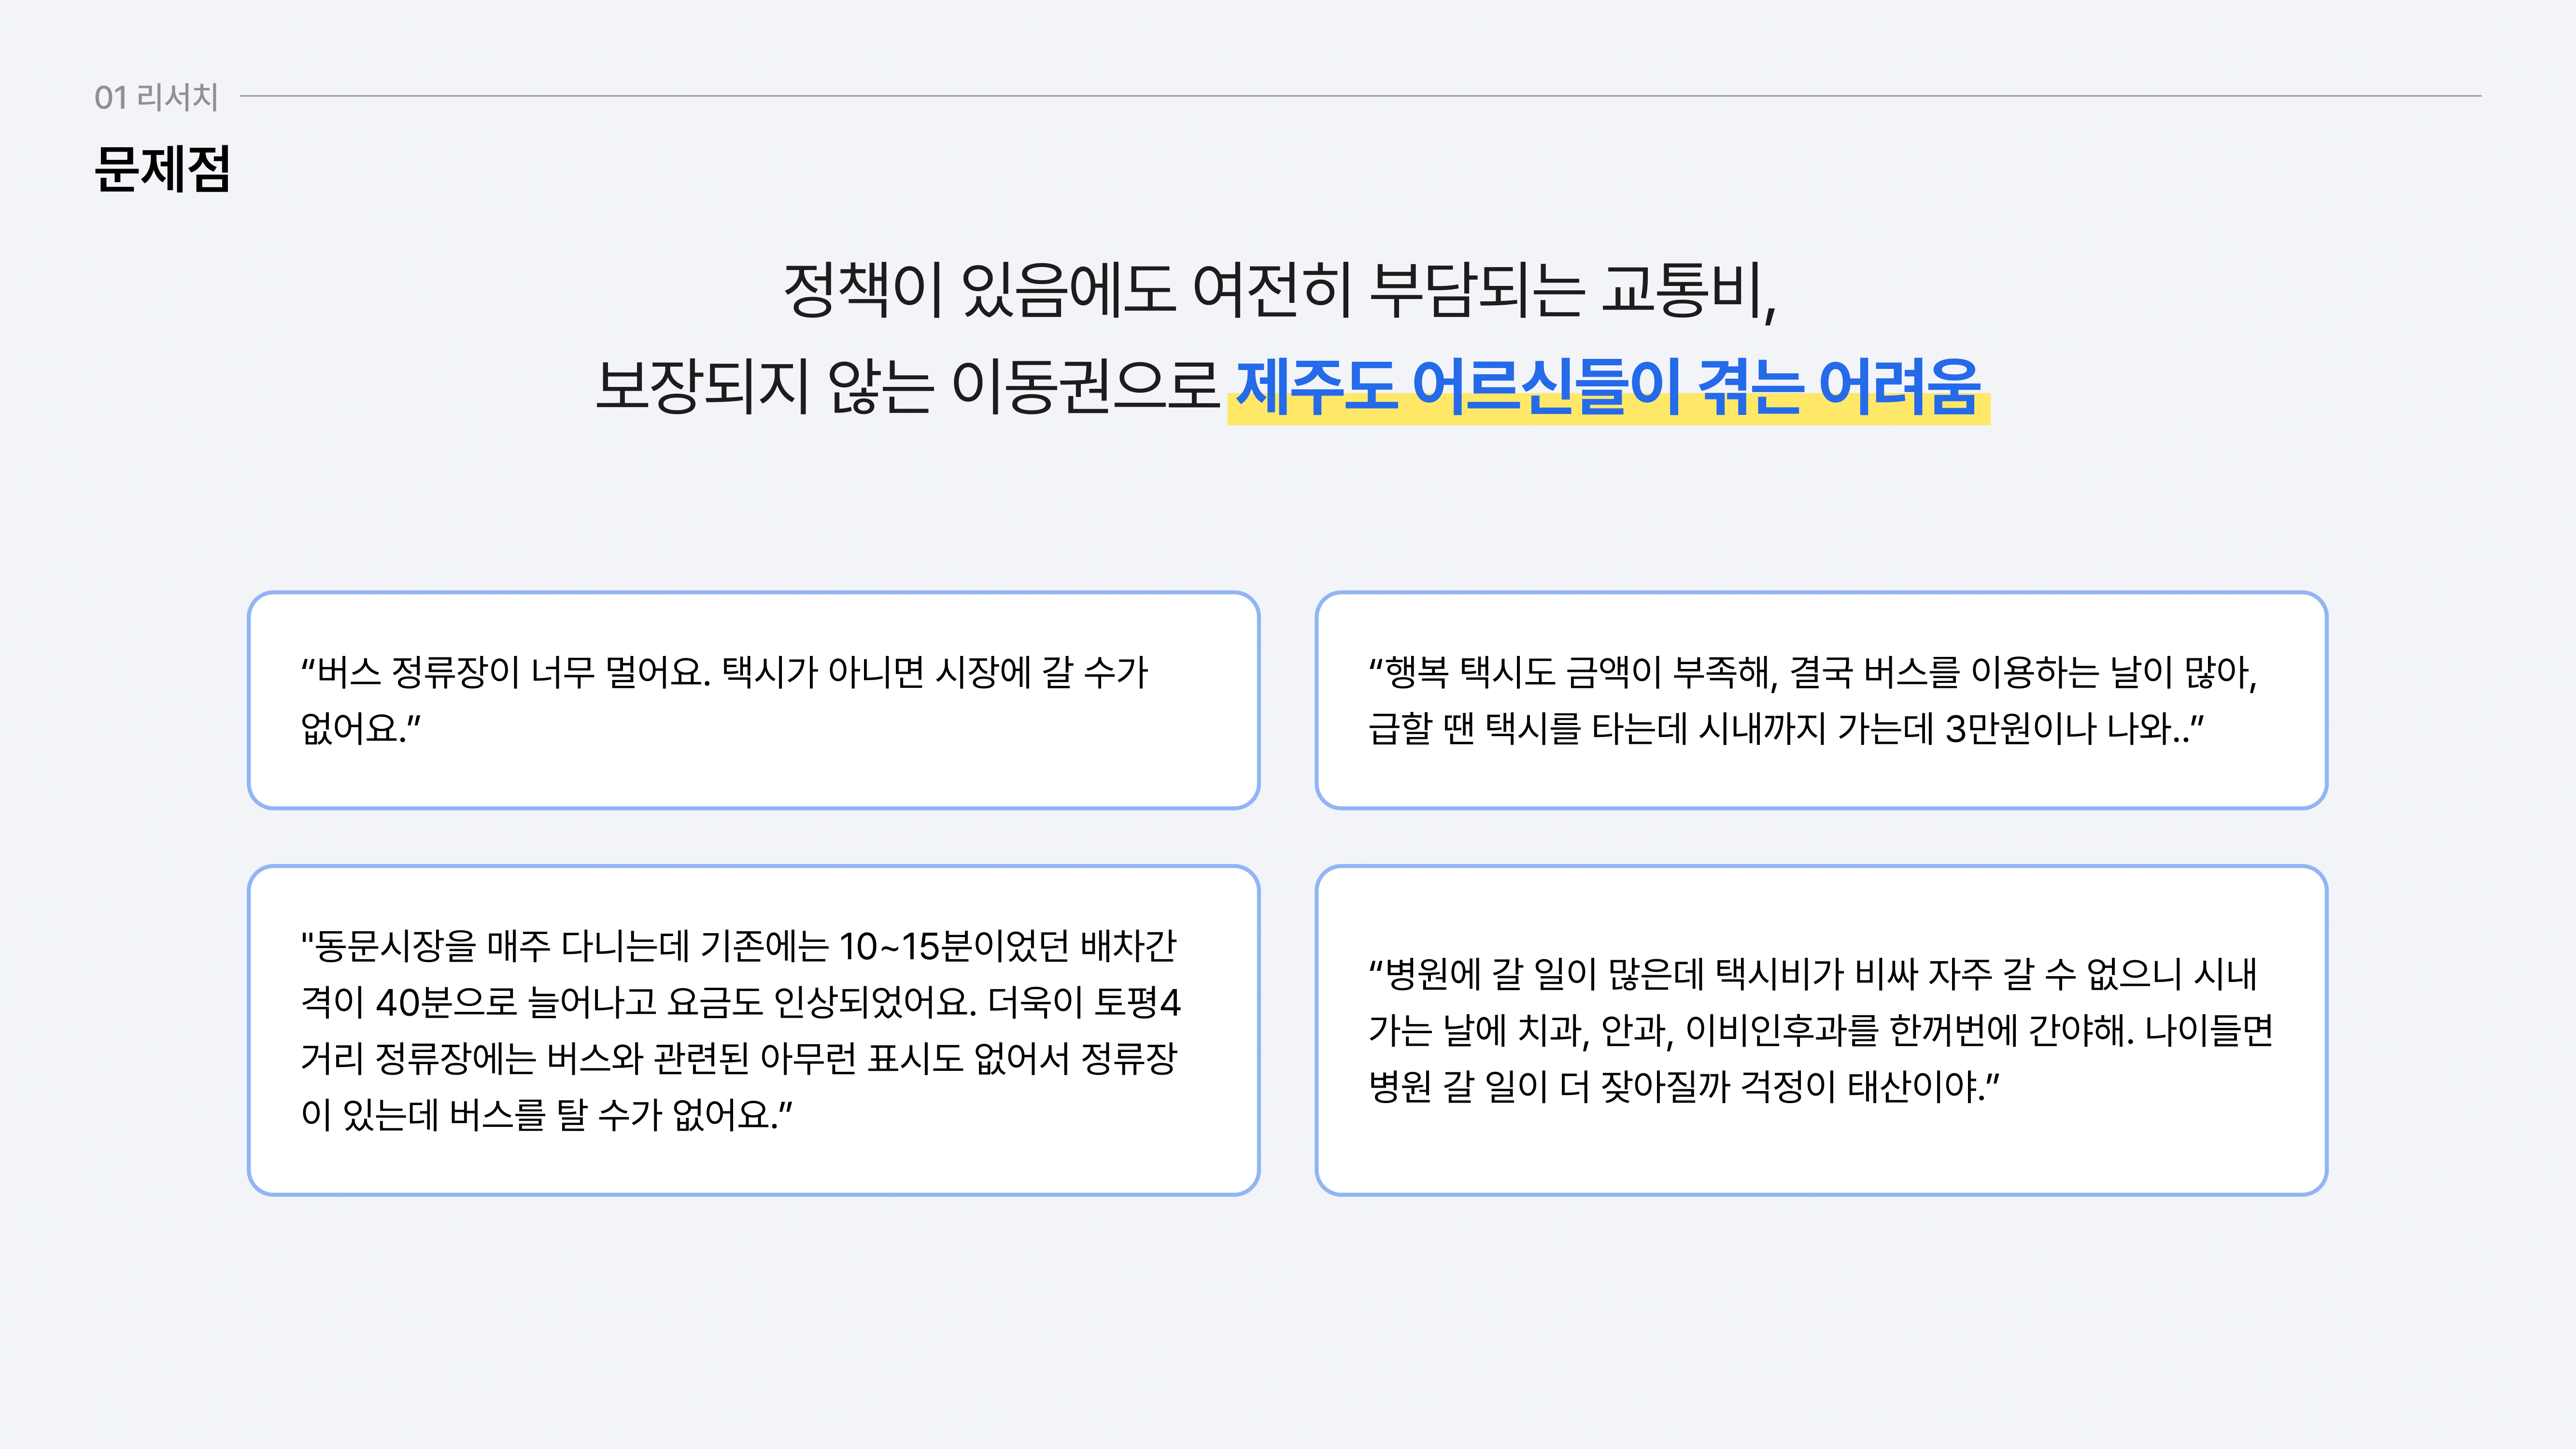 01 리서치
문제점
정책이 있음에도 여전히 부담되는 교통비,
보장되지 않는 이동권으로 제주도 어르신들이 겪는 어려움
“버스 정류장이 너무 멀어요. 택시가 아니면 시장에 갈 수가
없어요.”
“행복 택시도 금액이 부족해, 결국 버스를 이용하는 날이 많아,
급할 땐 택시를 타는데 시내까지 가는데 3만원이나 나와..”
"동문시장을 매주 다니는데 기존에는 10~15분이었던 배차간
격이 40분으로 늘어나고 요금도 인상되었어요. 더욱이 토평4
거리 정류장에는 버스와 관련된 아무런 표시도 없어서 정류장
이 있는데 버스를 탈 수가 없어요.”
“병원에 갈 일이 많은데 택시비가 비싸 자주 갈 수 없으니 시내
가는 날에 치과, 안과, 이비인후과를 한꺼번에 간야해. 나이들면
병원 갈 일이 더 잦아질까 걱정이 태산이야.”